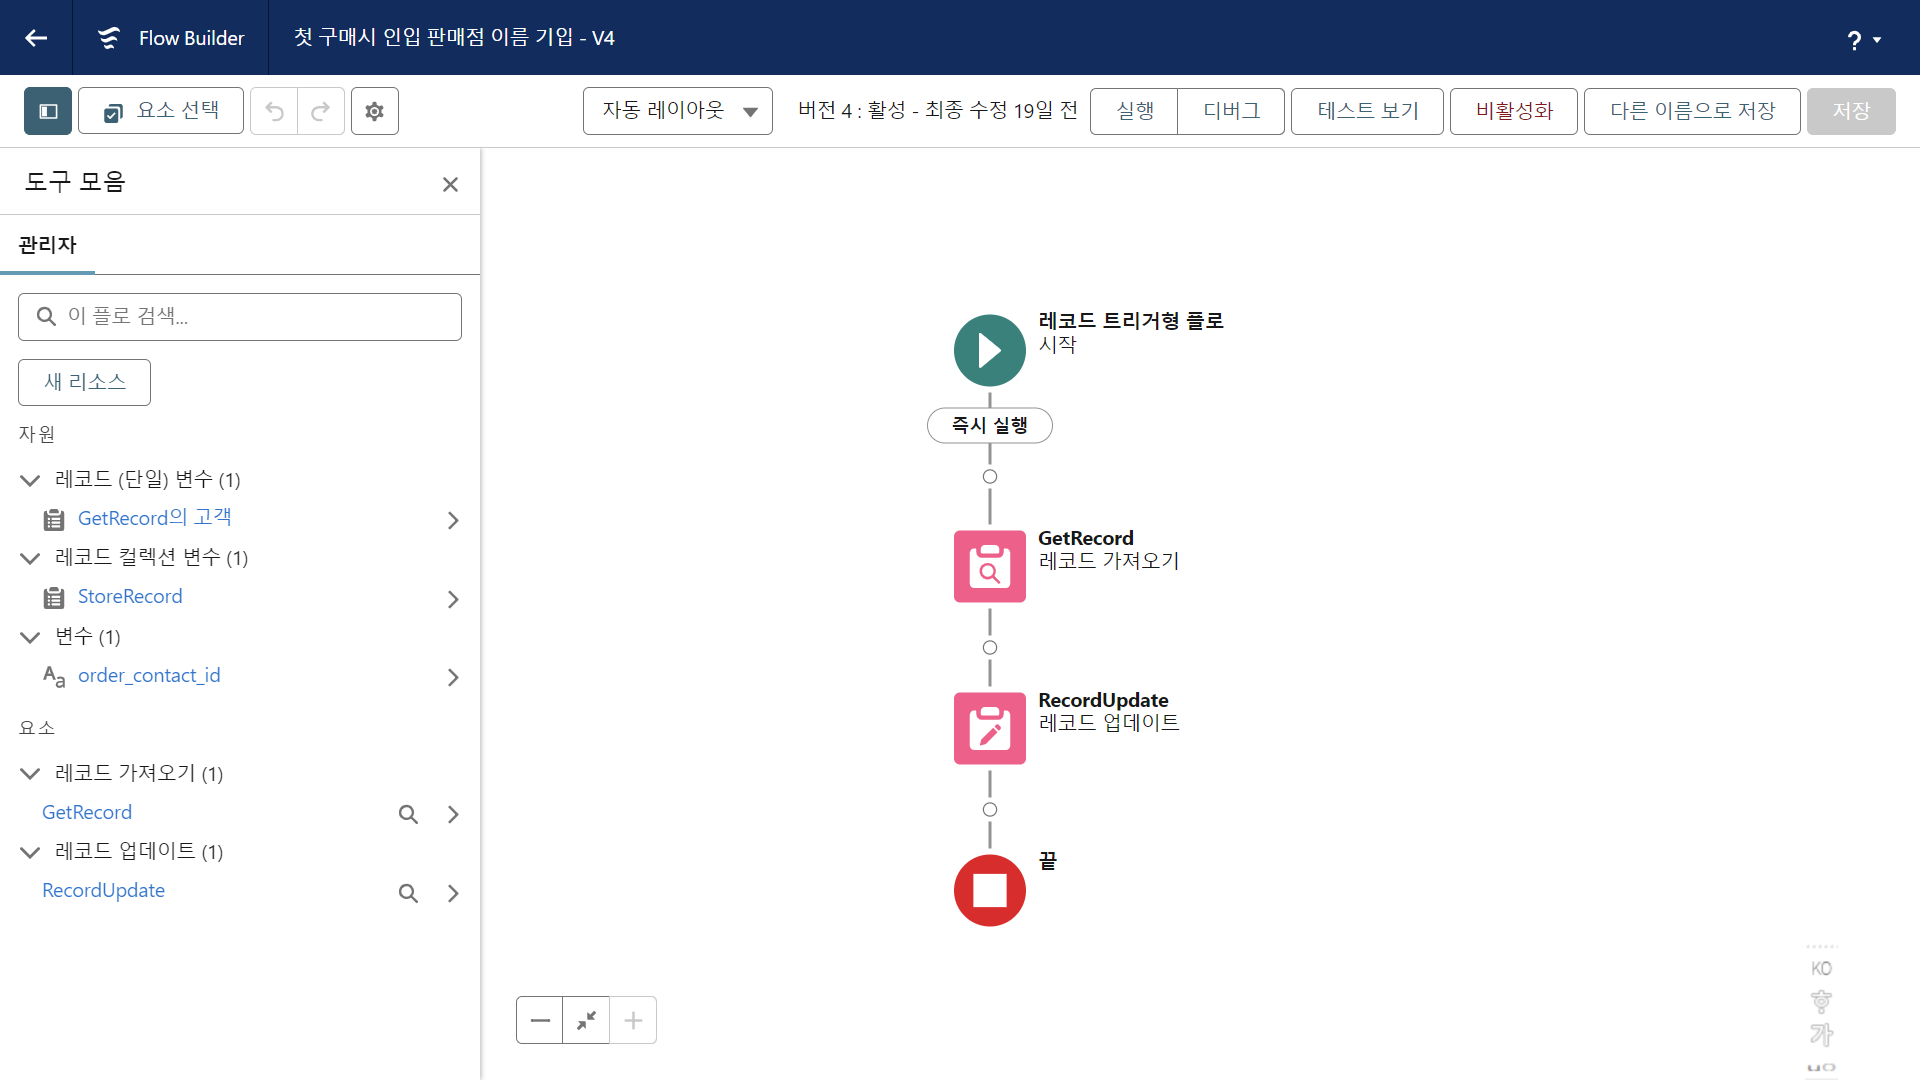 Flow Builder
첫 구매시 인입 판매점 이름 기입 - V4
?
요소 선택
자동 레이아웃
버전 4 : 활성 - 최종 수정 19일 전
실행
디버그
테스트 보기
비활성화
다른 이름으로 저장
저장
도구 모음
관리자
이 플로 검색...
새 리소스
자원
레코드 (단일) 변수 (1)
GetRecord의 고객
레코드 컬렉션 변수 (1)
StoreRecord
변수 (1)
Aa order_contact_id
요소
레코드 가져오기 (1)
GetRecord
레코드 업데이트 (1)
RecordUpdate
레코드 트리거형 플로
시작
즉시 실행
GetRecord
레코드 가져오기
RecordUpdate
레코드 업데이트
끝
KO
가